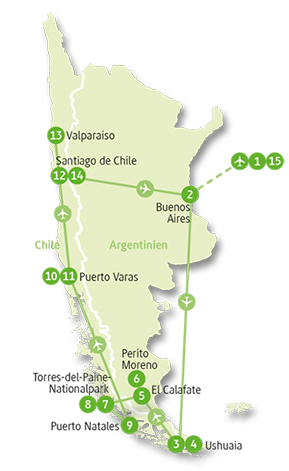 13 Valparaiso
Santiago de Chile
12 14
1 15
2
Buenos
Aires
Chile
Argentinien
10 11 Puerto Varas
Perito
Moreno
6
Torres-del-Paine-
Nationalpark
5 El Calafate
8 7
Puerto Natales 9
3 4 Ushuaia